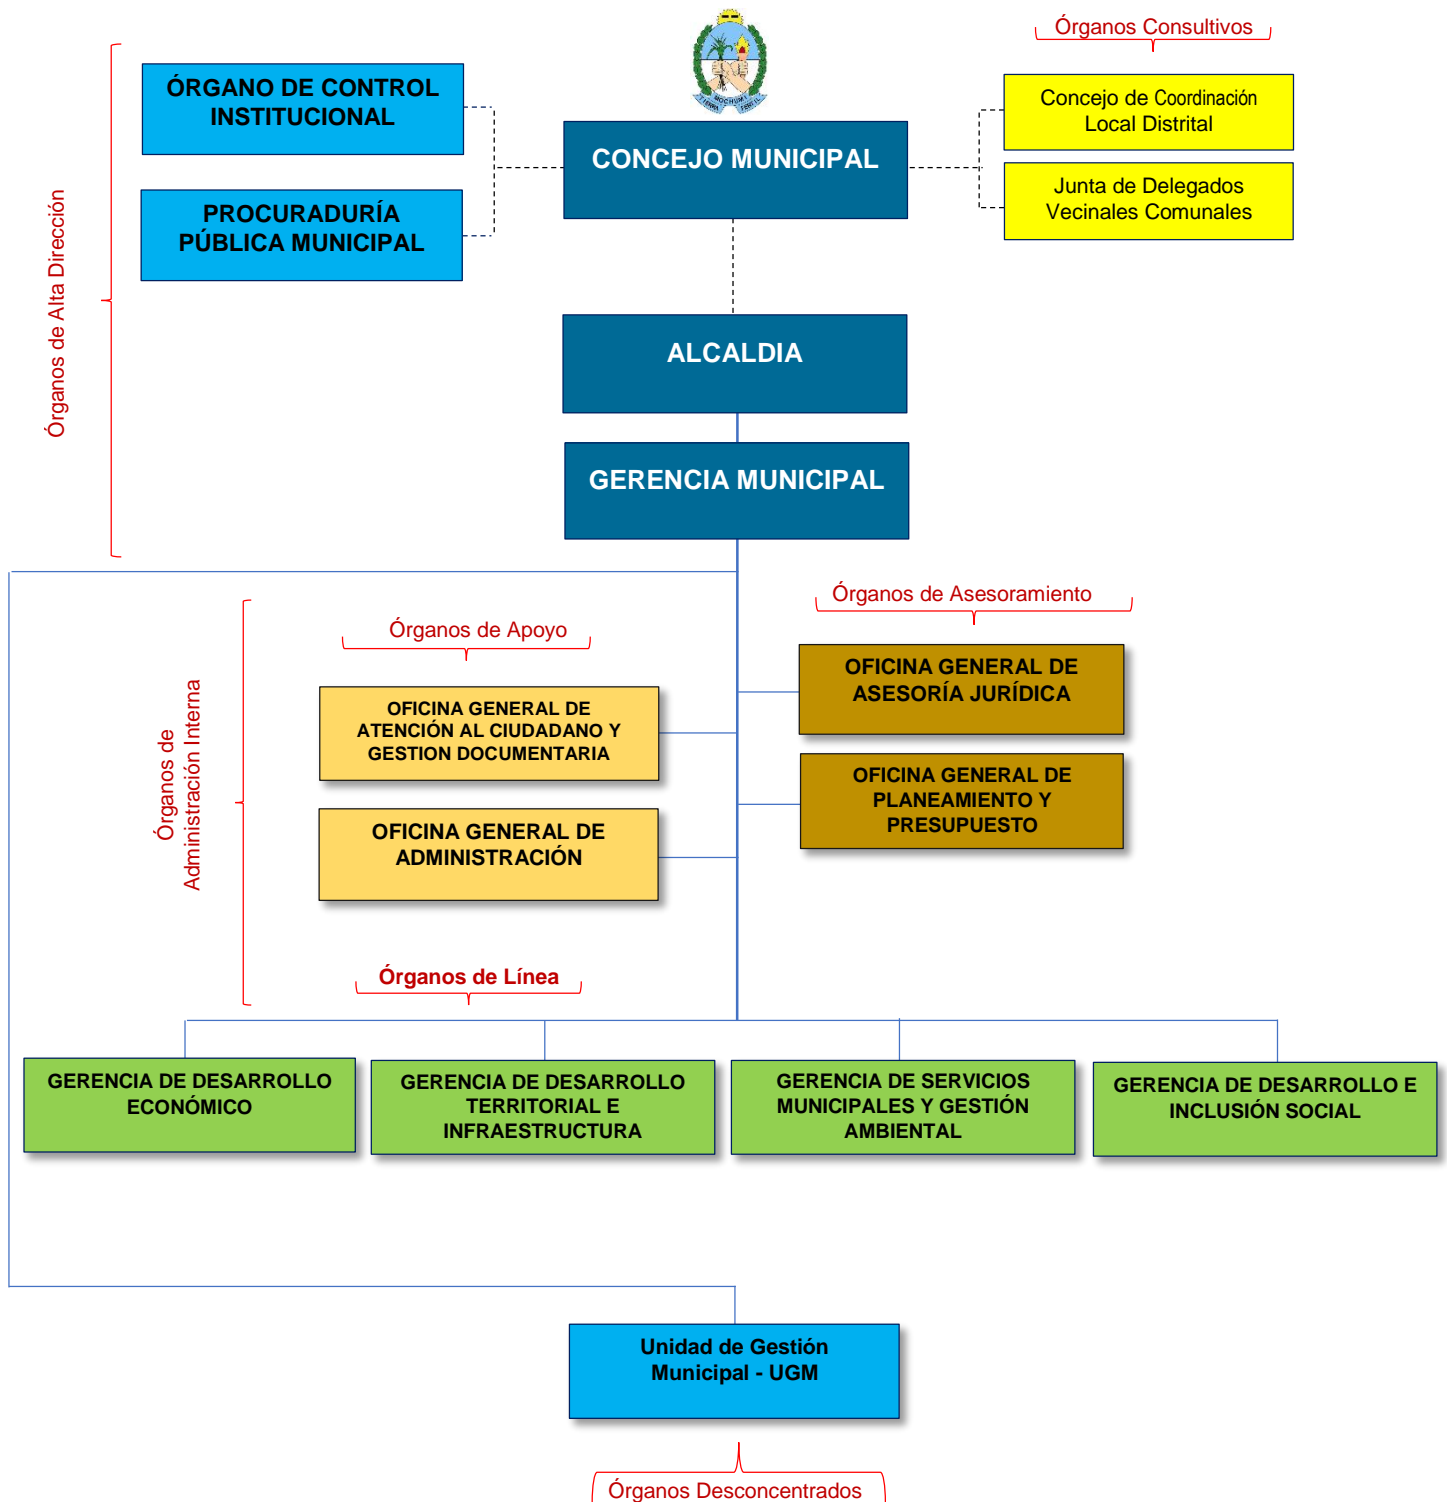 Órganos Consultivos
MOCHUMI
TIERRA FERTIL
ÓRGANO DE CONTROL
INSTITUCIONAL
Concejo de Coordinación
Local Distrital
CONCEJO MUNICIPAL
PROCURADURÍA
PÚBLICA MUNICIPAL
Junta de Delegados
Vecinales Comunales
Órganos de Alta Dirección
ALCALDIA
GERENCIA MUNICIPAL
Órganos de Asesoramiento
Órganos de Apoyo
OFICINA GENERAL DE
ASESORÍA JURÍDICA
OFICINA GENERAL DE
ATENCIÓN AL CIUDADANO Y
GESTION DOCUMENTARIA
Órganos de
Administración Interna
OFICINA GENERAL DE
PLANEAMIENTO Y
PRESUPUESTO
OFICINA GENERAL DE
ADMINISTRACIÓN
Órganos de Línea
GERENCIA DE DESARROLLO
ECONÓMICO
GERENCIA DE DESARROLLO
TERRITORIAL E
INFRAESTRUCTURA
GERENCIA DE SERVICIOS
MUNICIPALES Y GESTIÓN
AMBIENTAL
GERENCIA DE DESARROLLO E
INCLUSIÓN SOCIAL
Unidad de Gestión
Municipal - UGM
Órganos Desconcentrados